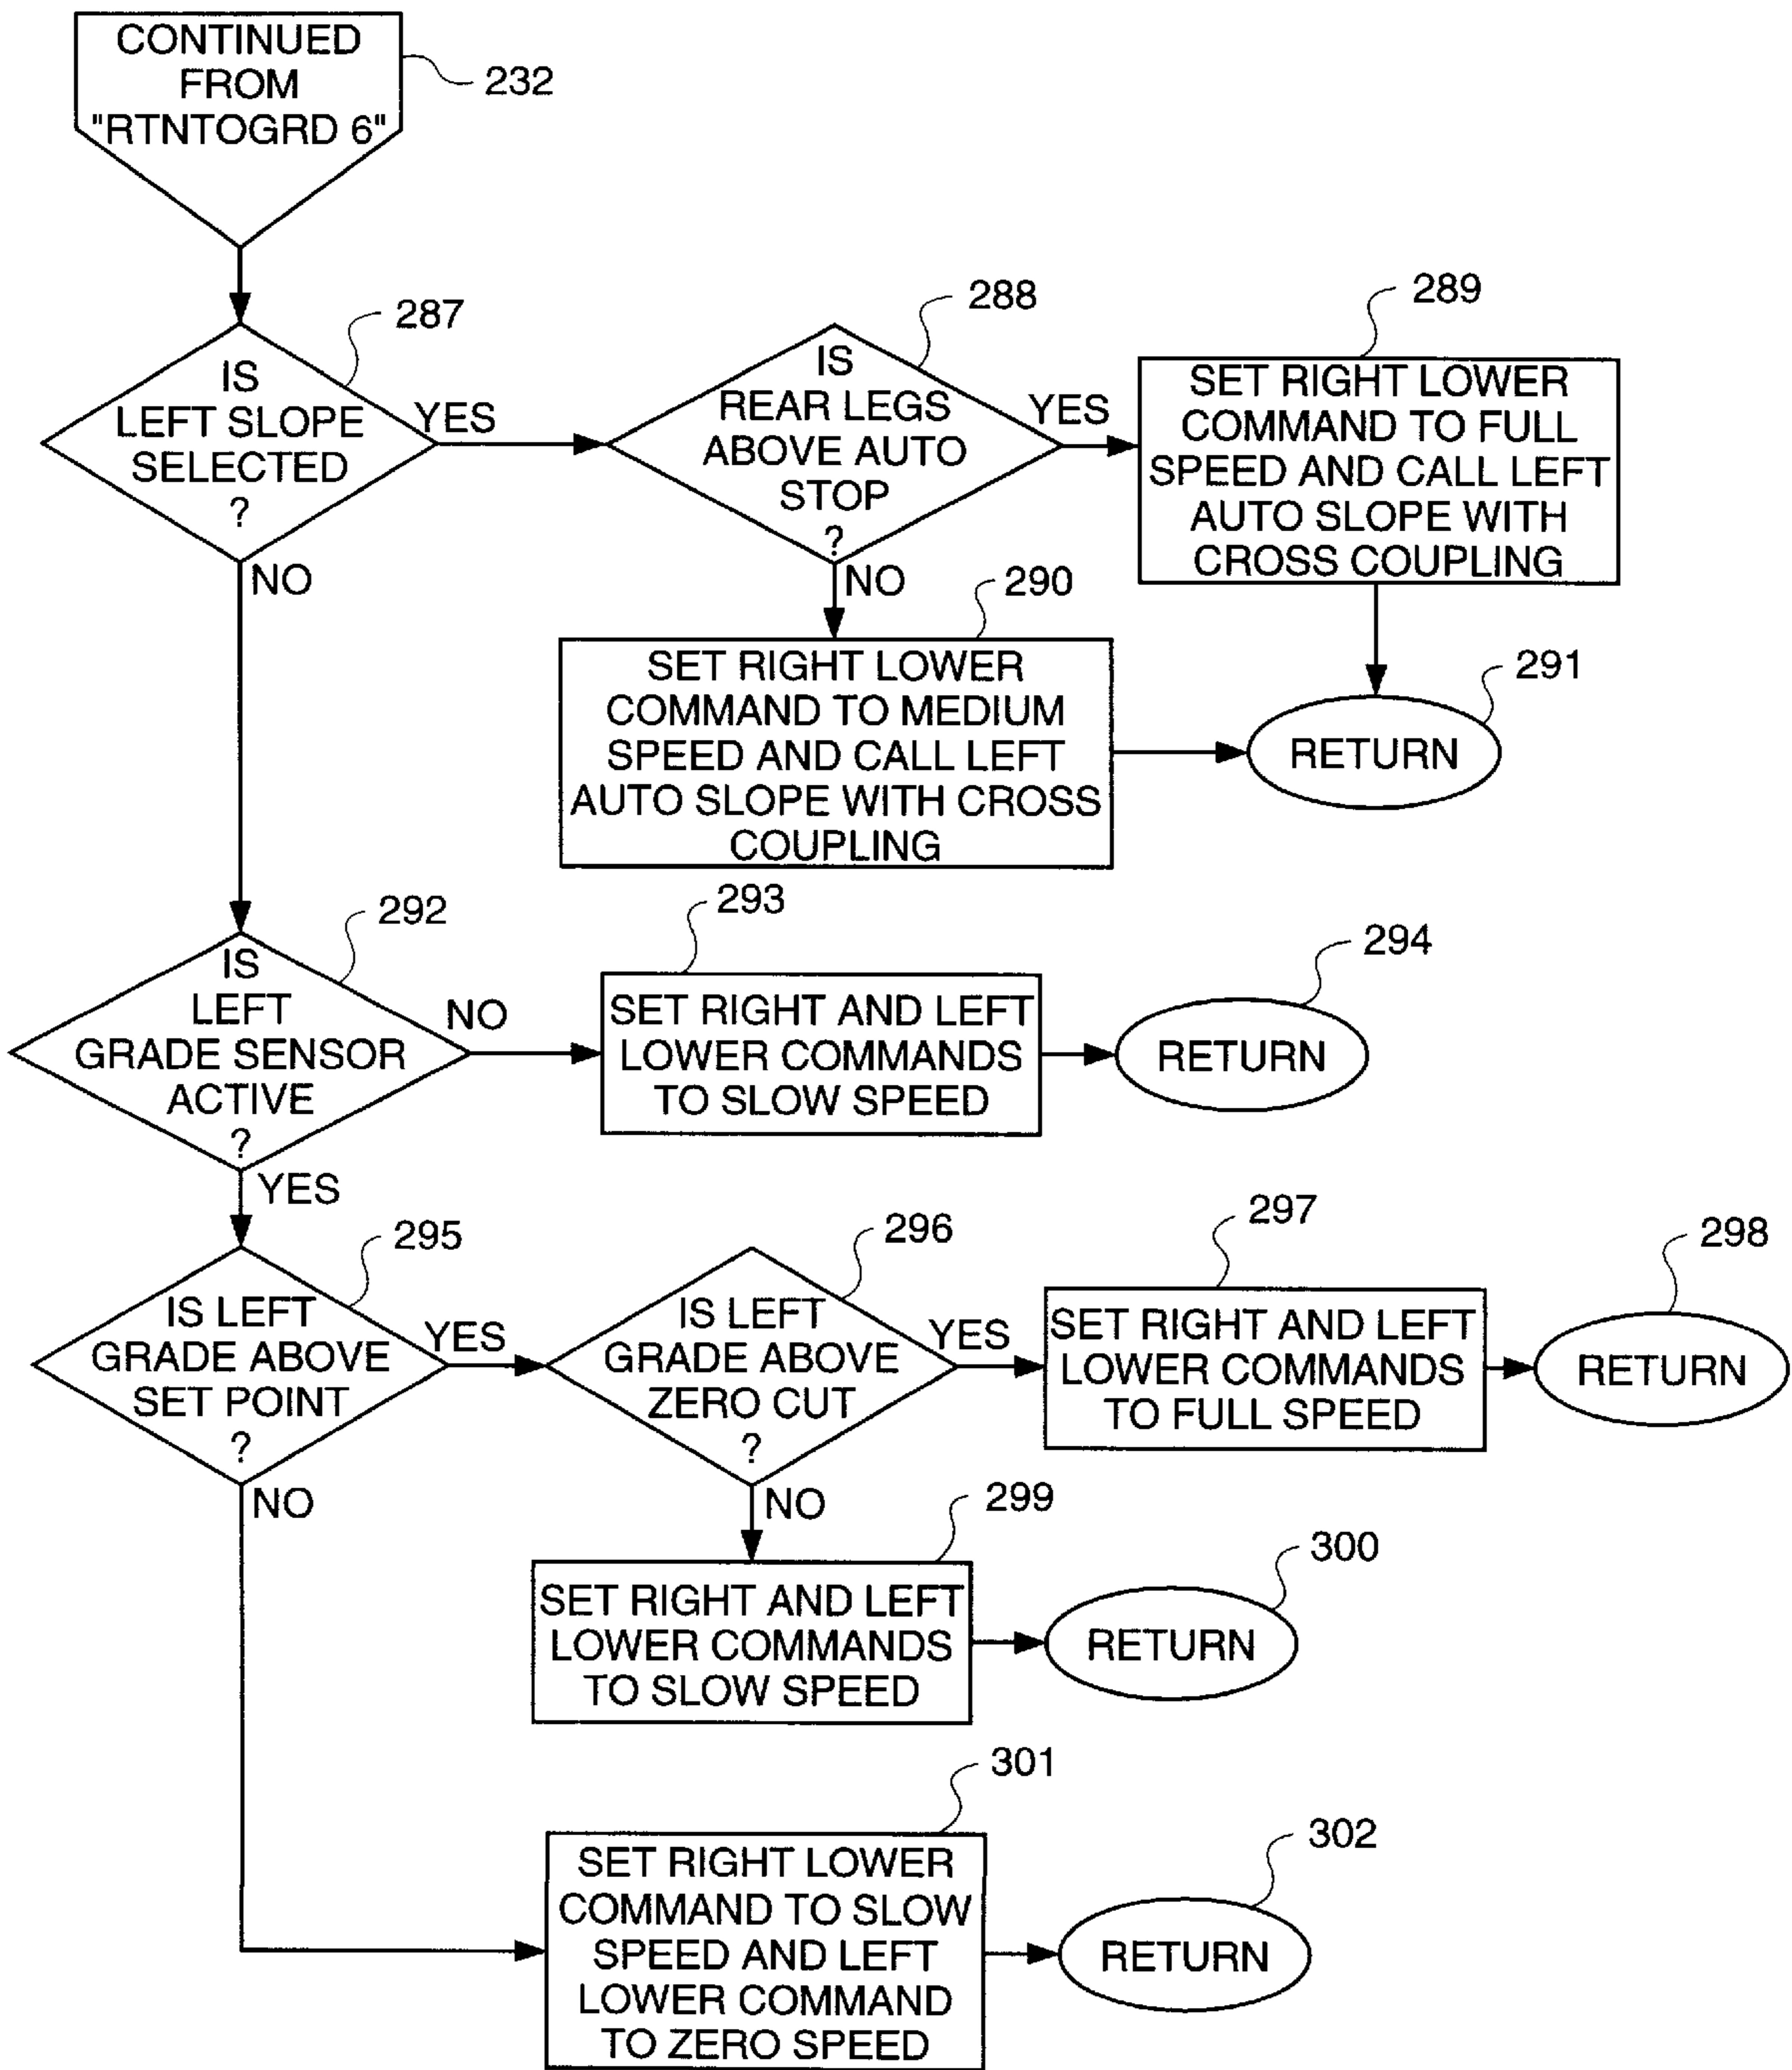 CONTINUED
FROM
"RTNTOGRD 6"
232
287
IS
LEFT SLOPE
SELECTED
?
YES
NO
288
IS
REAR LEGS
ABOVE AUTO
STOP
?
YES
NO
289
SET RIGHT LOWER
COMMAND TO FULL
SPEED AND CALL LEFT
AUTO SLOPE WITH
CROSS COUPLING
290
SET RIGHT LOWER
COMMAND TO MEDIUM
SPEED AND CALL LEFT
AUTO SLOPE WITH CROSS
COUPLING
291
RETURN
292
IS
LEFT
GRADE SENSOR
ACTIVE
?
NO
YES
293
SET RIGHT AND LEFT
LOWER COMMANDS
TO SLOW SPEED
294
RETURN
295
IS LEFT
GRADE ABOVE
SET POINT
?
YES
NO
296
IS LEFT
GRADE ABOVE
ZERO CUT
?
YES
NO
297
SET RIGHT AND LEFT
LOWER COMMANDS
TO FULL SPEED
298
RETURN
299
SET RIGHT AND LEFT
LOWER COMMANDS
TO SLOW SPEED
300
RETURN
301
SET RIGHT LOWER
COMMAND TO SLOW
SPEED AND LEFT
LOWER COMMAND
TO ZERO SPEED
302
RETURN